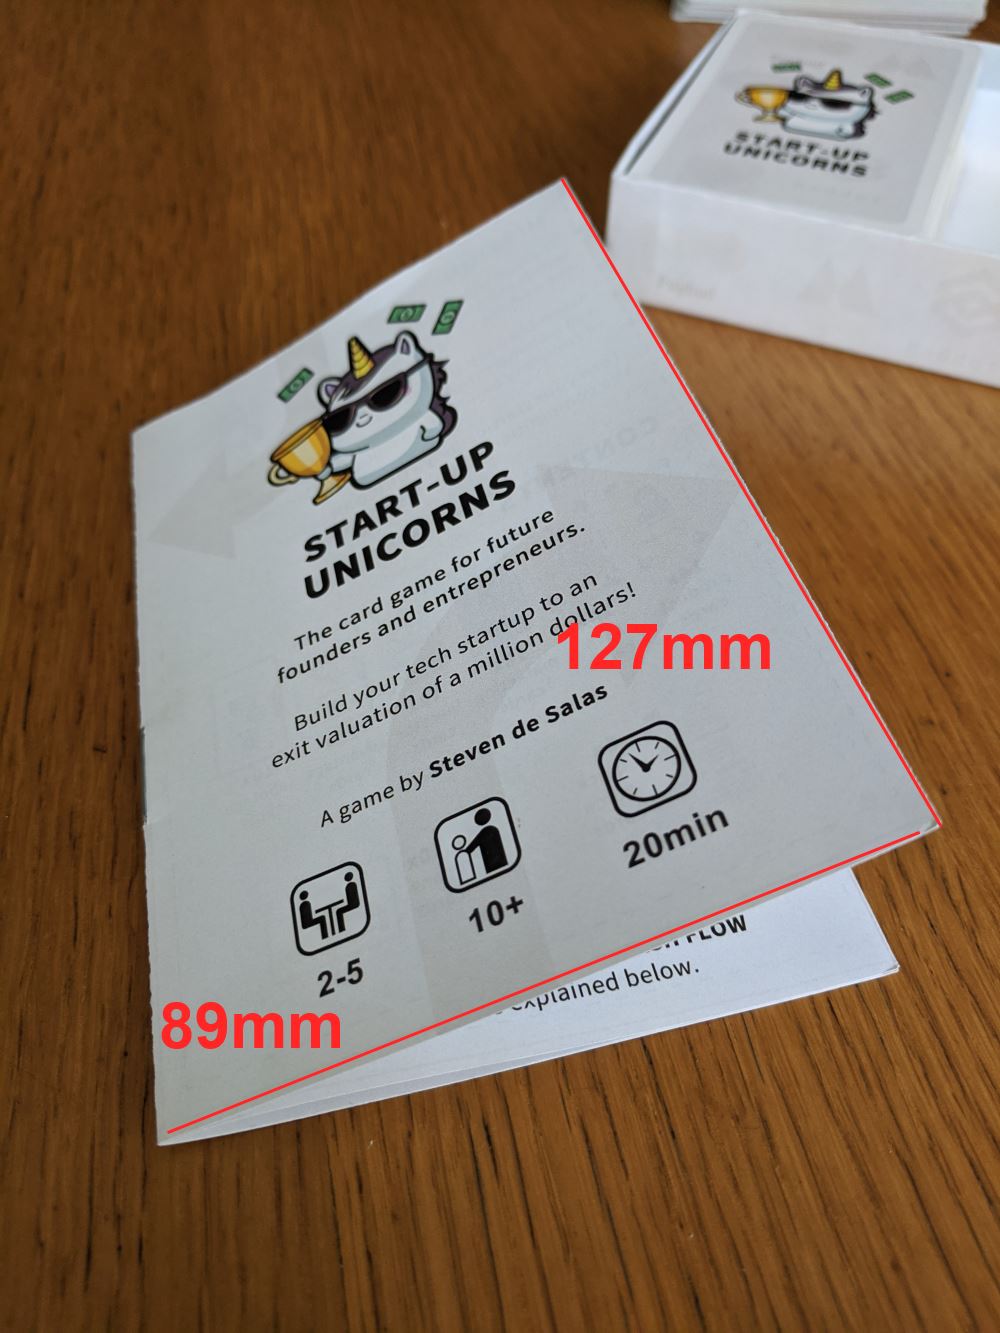 START-UP
UNICORNS
START-UP
UNICORNS
The card game for future
founders and entrepreneurs.
Build your tech startup to an
exit valuation of a million dollars!
127mm
A game by Steven de Salas
20min
10+
2-5
FLOW
explained below.
89mm